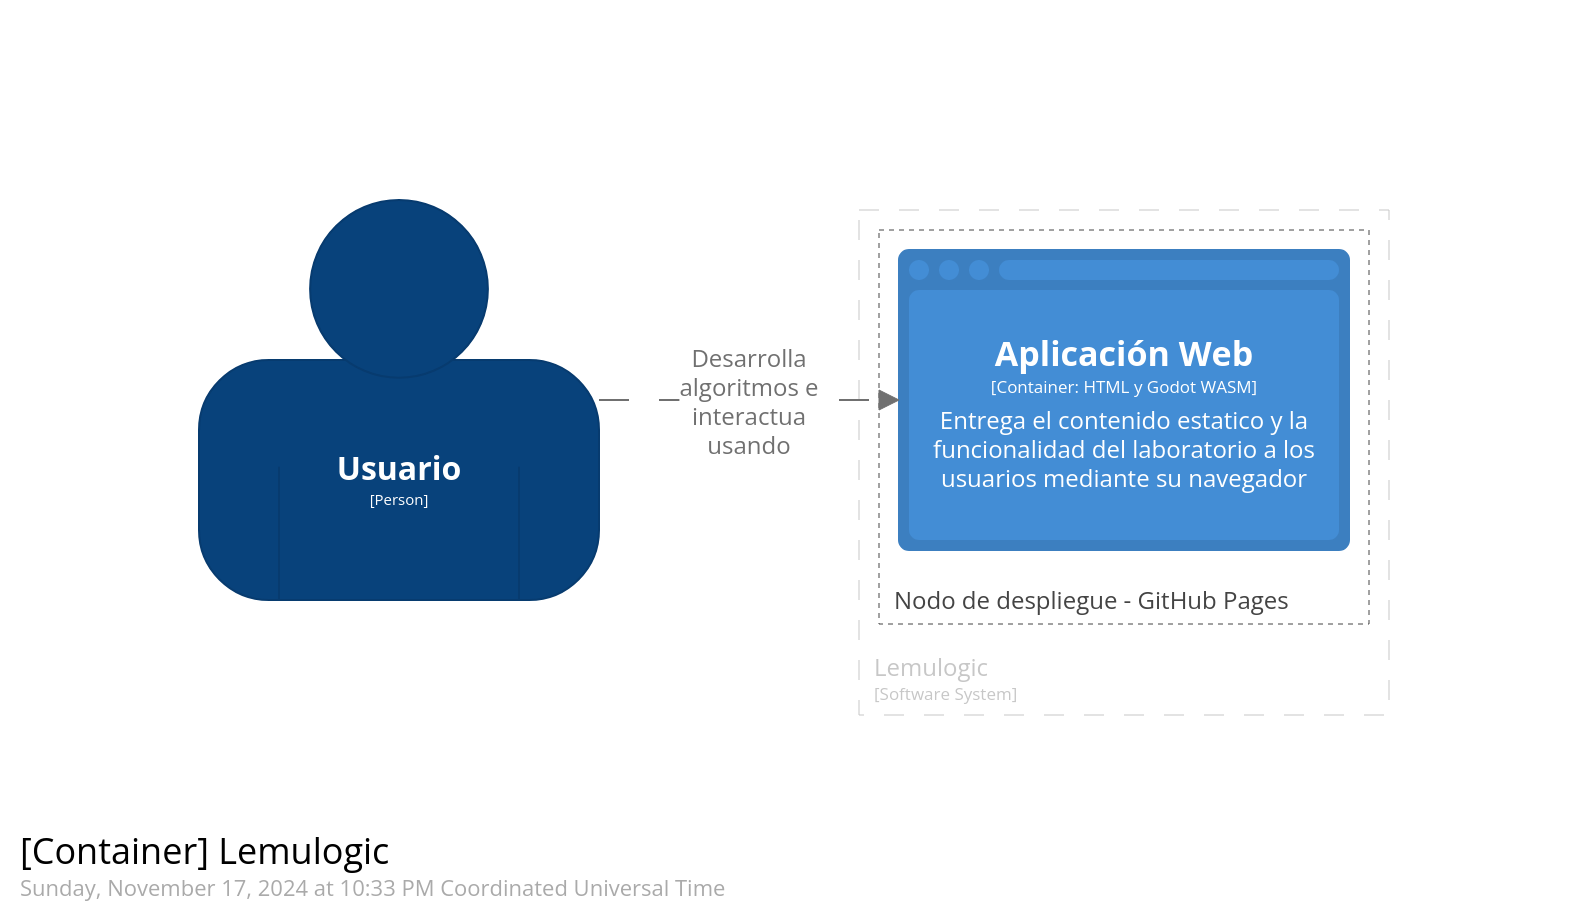 Desarrolla
algoritmos e
interactua
usando
Usuario
[Person]
Aplicación Web
[Container: HTML y Godot WASM]
Entrega el contenido estatico y la
funcionalidad del laboratorio a los
usuarios mediante su navegador
Nodo de despliegue - GitHub Pages
Lemulogic
[Software System]
[Container] Lemulogic
Sunday, November 17, 2024 at 10:33 PM Coordinated Universal Time